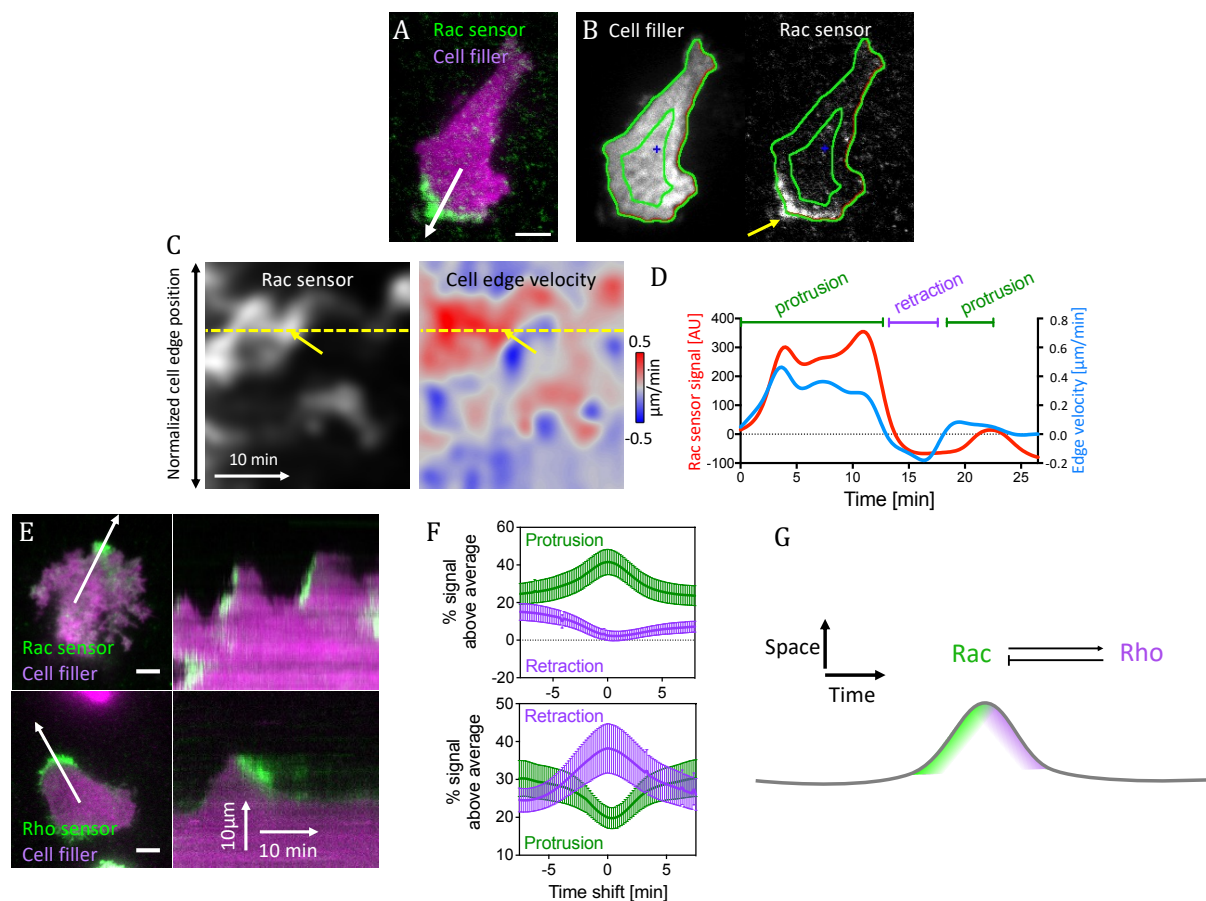 A
Rac sensor
Cell filler
B
Cell filler
Rac sensor
C
Normalized cell edge position
Rac sensor
10 min
Cell edge velocity
0.5
µm/min
-0.5
D
protrusion
retraction
protrusion
Rac sensor signal [AU]
400
300
200
100
0
-100
0.8
0.6
0.4
0.2
0.0
-0.2
Edge velocity [µm/min]
0
5
10
15
20
25
Time [min]
E
Rac sensor
Cell filler
Rho sensor
Cell filler
10µm
10 min
F
% signal
above average
60
40
20
0
-20
Protrusion
Retraction
-5
0
5
% signal
above average
50
40
30
20
10
Retraction
Protrusion
-5
0
5
Time shift [min]
G
Space
Time
Rac
Rho